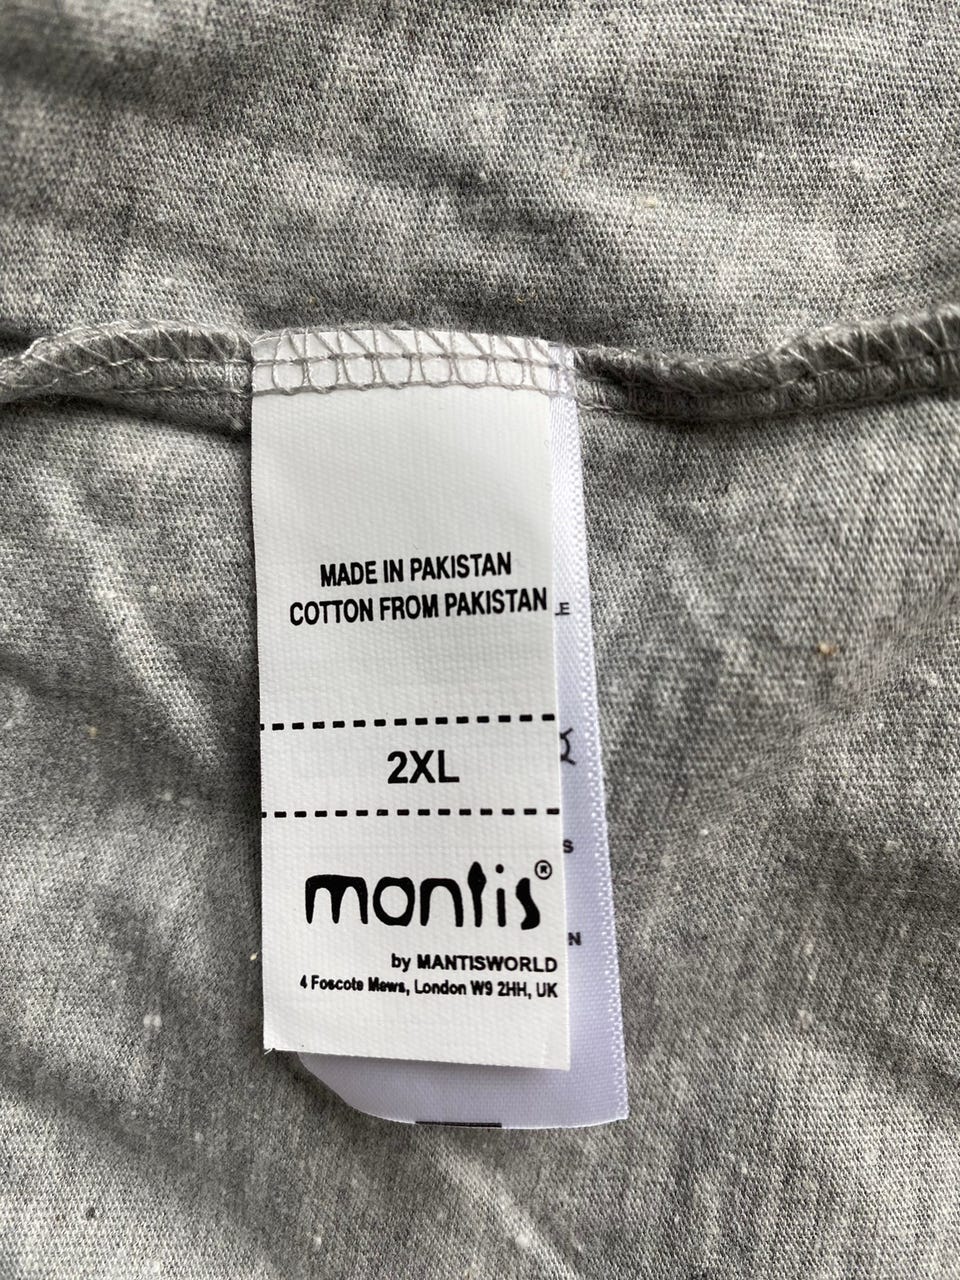 MADE IN PAKISTAN
COTTON FROM PAKISTAN
2XL
mantis®
by MANTISWORLD
4 Foscote Mews, London W9 2HH, UK